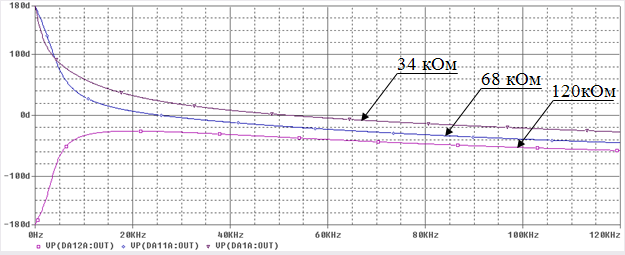 180d
34 кОм
68 кОм
100d
120кОм
0d
-100d
-180d
0Hz 20KHz 40KHz 60KHz 80KHz 100KHz 120KHz
VP(DA12A:OUT) VP(DA11A:OUT) VP(DA1A:OUT)